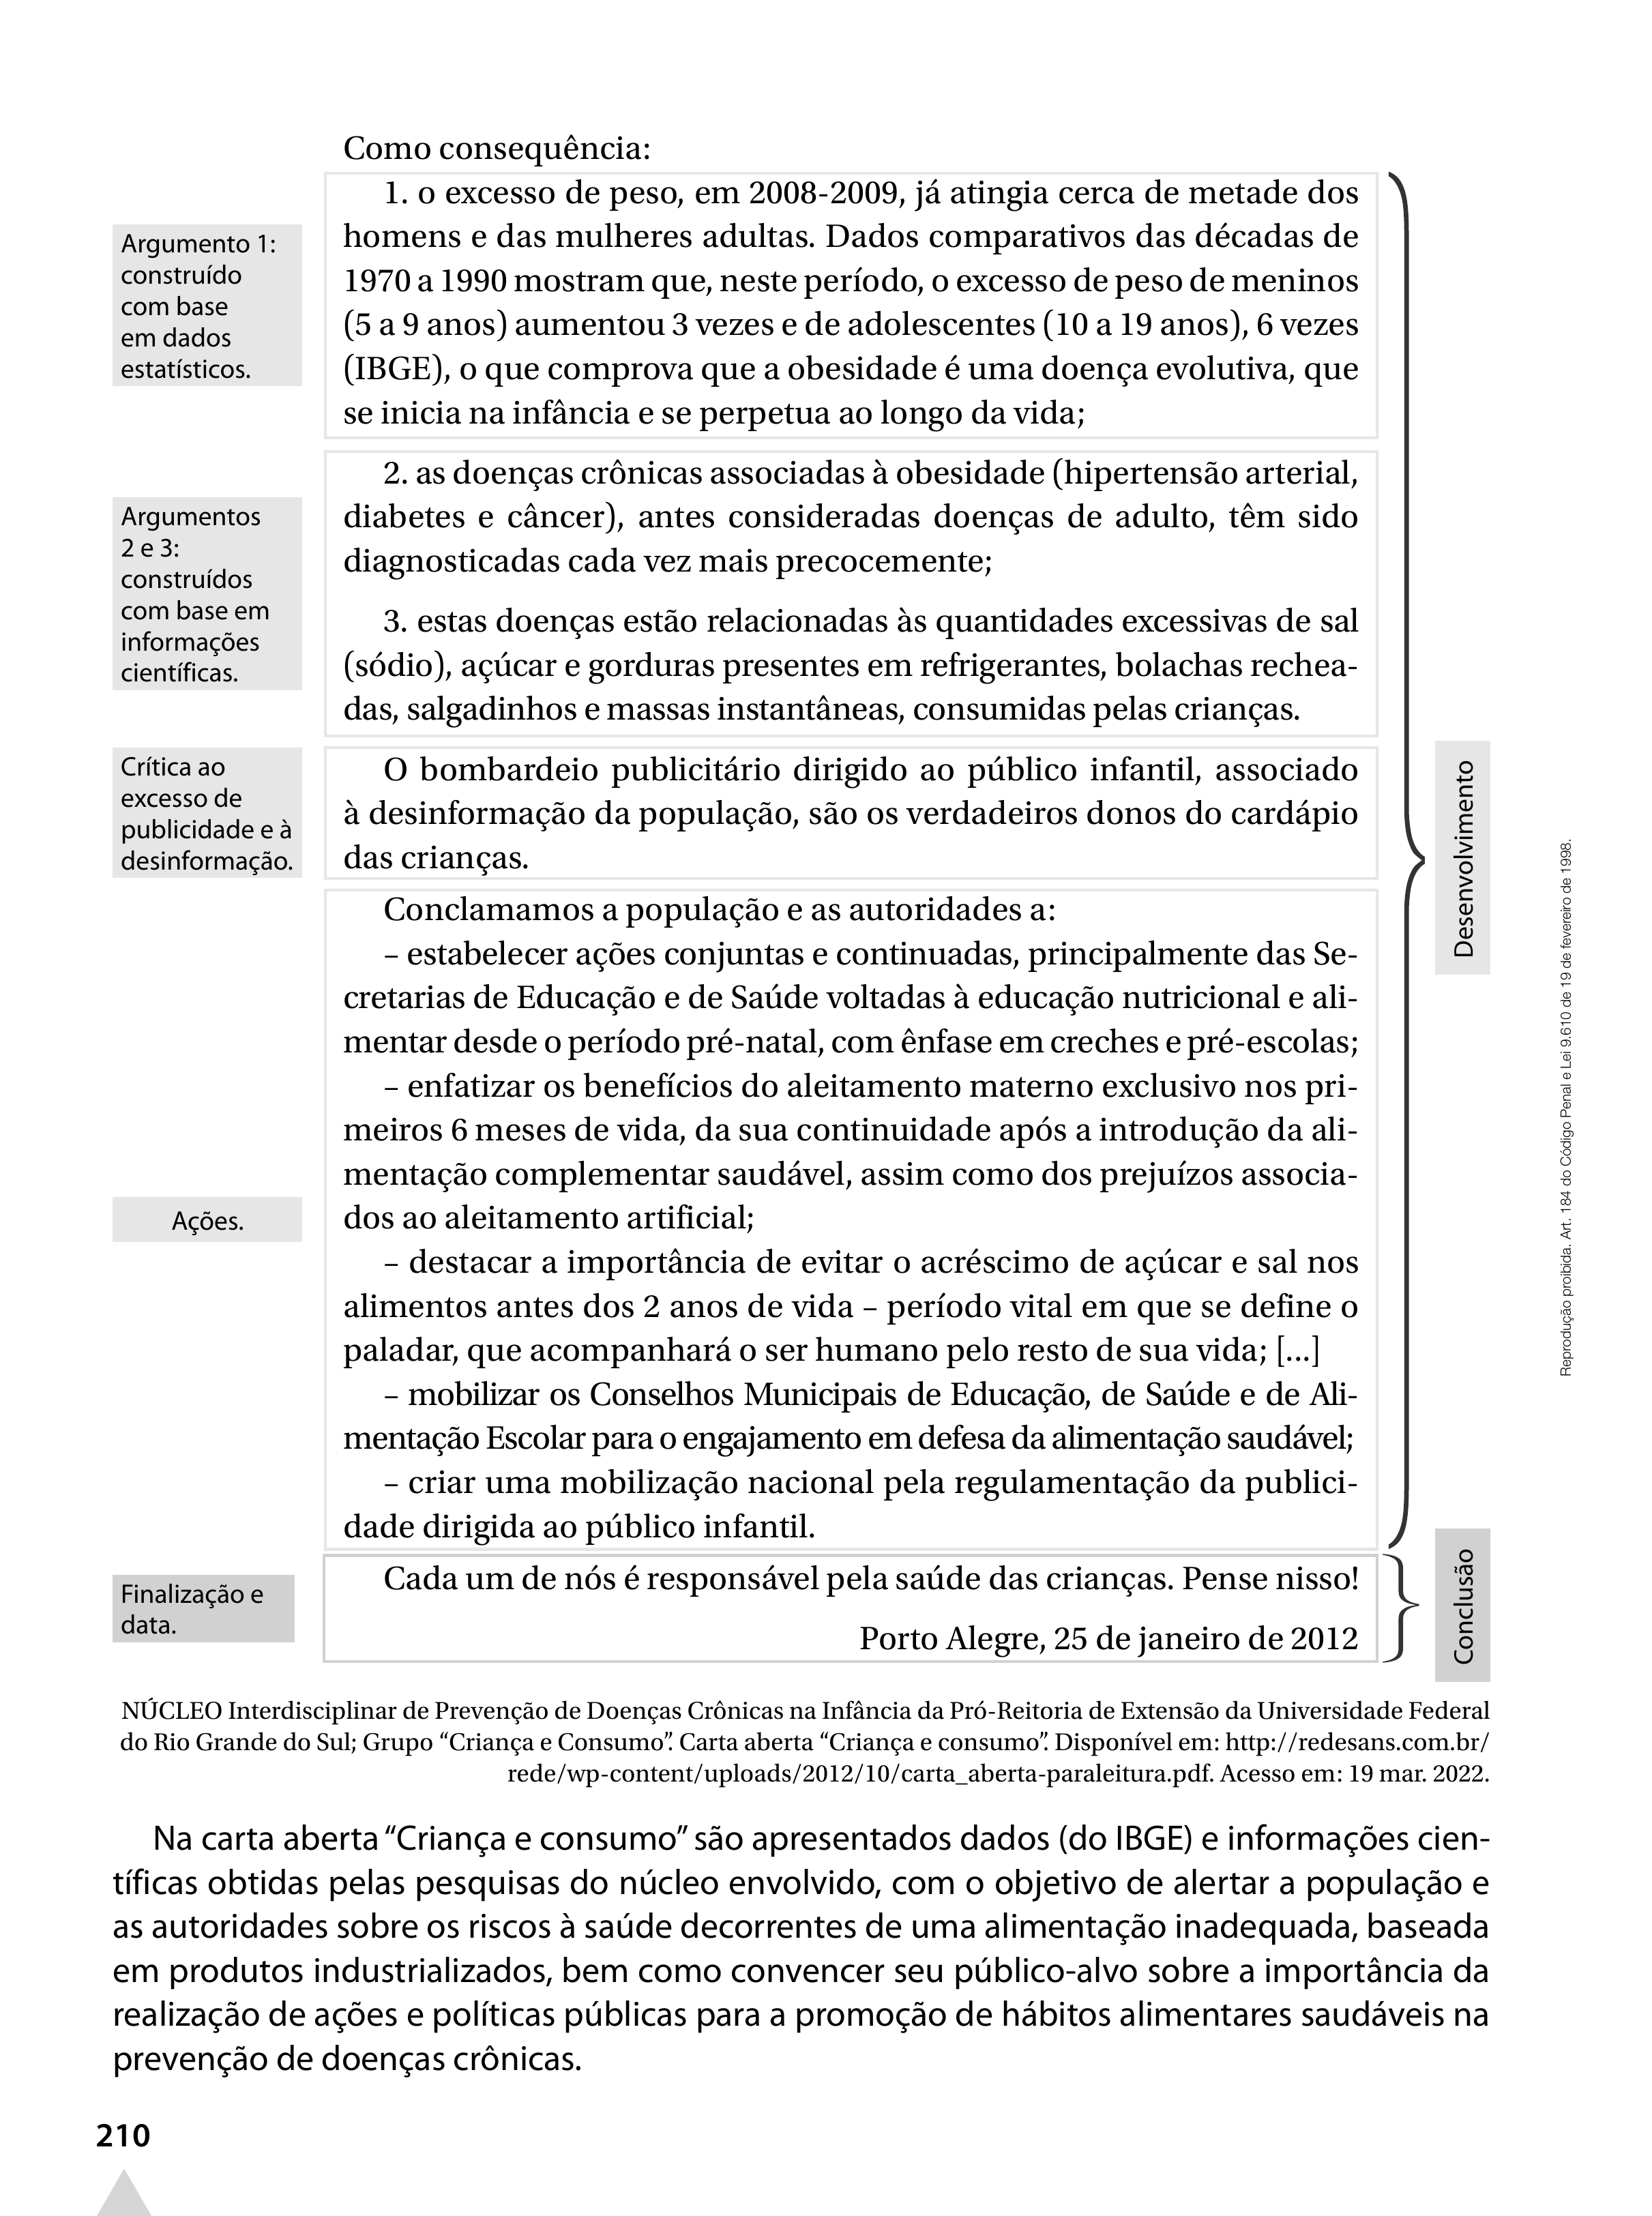 Como consequência:
Argumento 1:
construído
com base
em dados
estatísticos.
1. o excesso de peso, em 2008-2009, já atingia cerca de metade dos
homens e das mulheres adultas. Dados comparativos das décadas de
1970 a 1990 mostram que, neste período, o excesso de peso de meninos
(5 a 9 anos) aumentou 3 vezes e de adolescentes (10 a 19 anos), 6 vezes
(IBGE), o que comprova que a obesidade é uma doença evolutiva, que
se inicia na infância e se perpetua ao longo da vida;
Argumentos
2 e 3:
construídos
com base em
informações
científicas.
2. as doenças crônicas associadas à obesidade (hipertensão arterial,
diabetes e câncer), antes consideradas doenças de adulto, têm sido
diagnosticadas cada vez mais precocemente;
3. estas doenças estão relacionadas às quantidades excessivas de sal
(sódio), açúcar e gorduras presentes em refrigerantes, bolachas rechea-
das, salgadinhos e massas instantâneas, consumidas pelas crianças.
Crítica ao
excesso de
publicidade e à
desinformação.
O bombardeio publicitário dirigido ao público infantil, associado
à desinformação da população, são os verdadeiros donos do cardápio
das crianças.
Ações.
Conclamamos a população e as autoridades a:
– estabelecer ações conjuntas e continuadas, principalmente das Se-
cretarias de Educação e de Saúde voltadas à educação nutricional e ali-
mentar desde o período pré-natal, com ênfase em creches e pré-escolas;
– enfatizar os benefícios do aleitamento materno exclusivo nos pri-
meiros 6 meses de vida, da sua continuidade após a introdução da ali-
mentação complementar saudável, assim como dos prejuízos associa-
dos ao aleitamento artificial;
– destacar a importância de evitar o acréscimo de açúcar e sal nos
alimentos antes dos 2 anos de vida – período vital em que se define o
paladar, que acompanhará o ser humano pelo resto de sua vida; [...]
– mobilizar os Conselhos Municipais de Educação, de Saúde e de Ali-
mentação Escolar para o engajamento em defesa da alimentação saudável;
– criar uma mobilização nacional pela regulamentação da publici-
dade dirigida ao público infantil.
Desenvolvimento
Finalização e
data.
Cada um de nós é responsável pela saúde das crianças. Pense nisso!
Porto Alegre, 25 de janeiro de 2012
Conclusão
NÚCLEO Interdisciplinar de Prevenção de Doenças Crônicas na Infância da Pró-Reitoria de Extensão da Universidade Federal
do Rio Grande do Sul; Grupo “Criança e Consumo”. Carta aberta “Criança e consumo”. Disponível em: http://redesans.com.br/
rede/wp-content/uploads/2012/10/carta_aberta-paraleitura.pdf. Acesso em: 19 mar. 2022.
Na carta aberta “Criança e consumo” são apresentados dados (do IBGE) e informações cien-
tíficas obtidas pelas pesquisas do núcleo envolvido, com o objetivo de alertar a população e
as autoridades sobre os riscos à saúde decorrentes de uma alimentação inadequada, baseada
em produtos industrializados, bem como convencer seu público-alvo sobre a importância da
realização de ações e políticas públicas para a promoção de hábitos alimentares saudáveis na
prevenção de doenças crônicas.
210
Reprodução proibida. Art. 184 do Código Penal e Lei 9.610 de 19 de fevereiro de 1998.